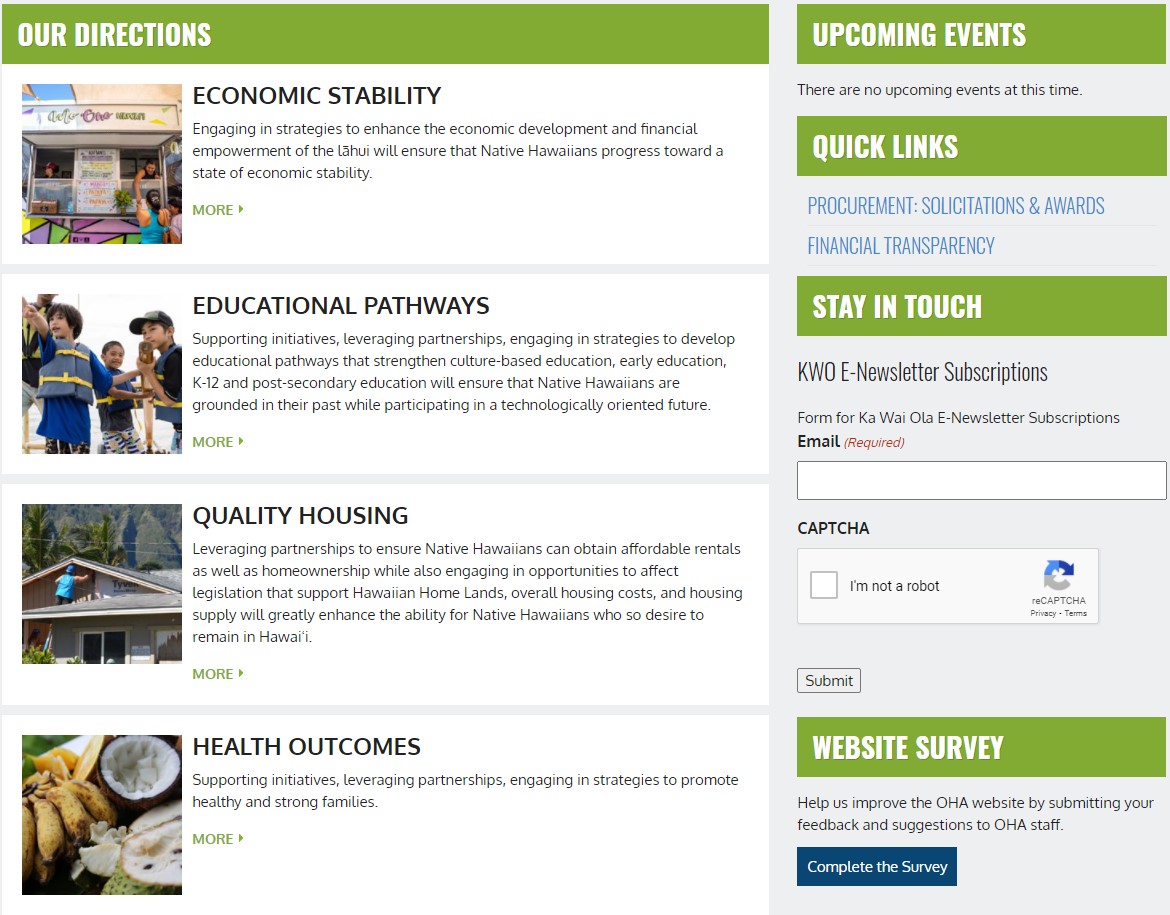 OUR DIRECTIONS
ECONOMIC STABILITY
Engaging in strategies to enhance the economic development and financial
empowerment of the lāhui will ensure that Native Hawaiians progress toward a
state of economic stability.
MORE
EDUCATIONAL PATHWAYS
Supporting initiatives, leveraging partnerships, engaging in strategies to develop
educational pathways that strengthen culture-based education, early education,
K-12 and post-secondary education will ensure that Native Hawaiians are
grounded in their past while participating in a technologically oriented future.
MORE
QUALITY HOUSING
Leveraging partnerships to ensure Native Hawaiians can obtain affordable rentals
as well as homeownership while also engaging in opportunities to affect
legislation that support Hawaiian Home Lands, overall housing costs, and housing
supply will greatly enhance the ability for Native Hawaiians who so desire to
remain in Hawaiʻi.
MORE
HEALTH OUTCOMES
Supporting initiatives, leveraging partnerships, engaging in strategies to promote
healthy and strong families.
MORE
UPCOMING EVENTS
There are no upcoming events at this time.
QUICK LINKS
PROCUREMENT: SOLICITATIONS & AWARDS
FINANCIAL TRANSPARENCY
STAY IN TOUCH
KWO E-Newsletter Subscriptions
Form for Ka Wai Ola E-Newsletter Subscriptions
Email (Required)
CAPTCHA
I'm not a robot
reCAPTCHA
Privacy - Terms
Submit
WEBSITE SURVEY
Help us improve the OHA website by submitting your
feedback and suggestions to OHA staff.
Complete the Survey